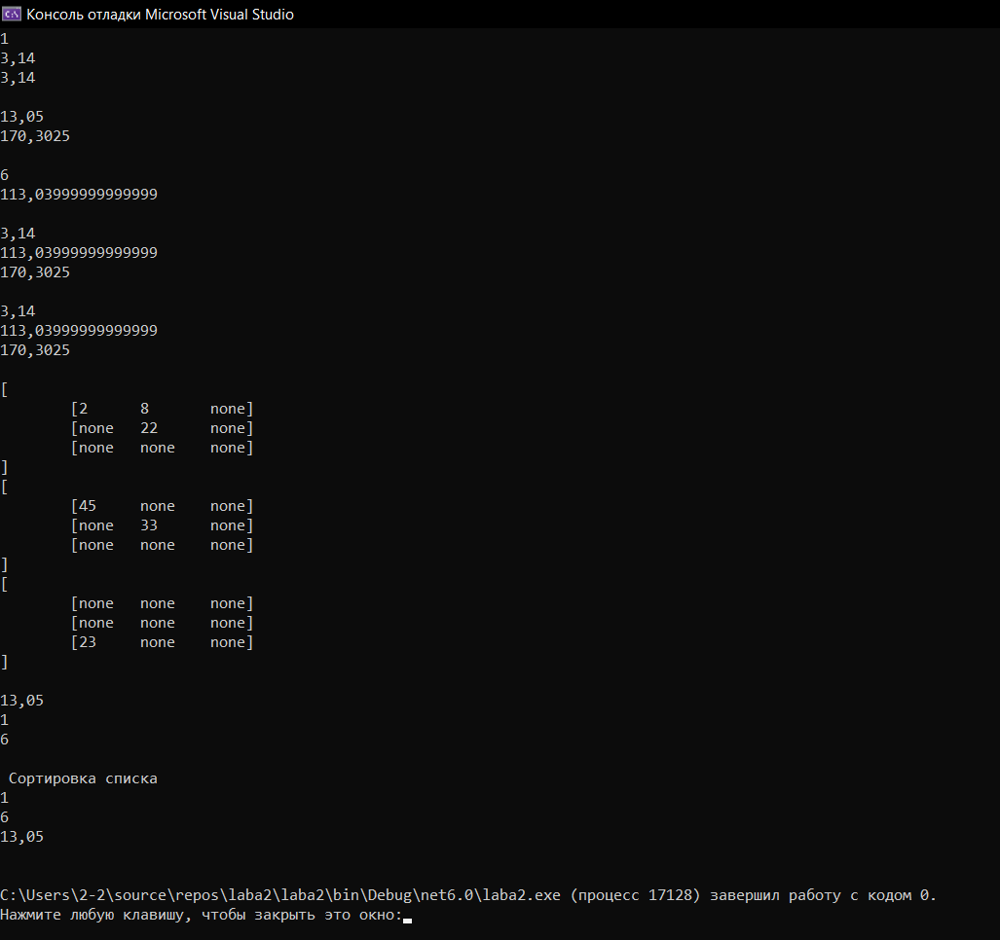 Консоль отладки Microsoft Visual Studio
1
3,14
3,14
13,05
170,3025
6
113,03999999999999
3,14
113,03999999999999
170,3025
3,14
113,03999999999999
170,3025
[
[2 8 none]
[none 22 none]
[none none none]
]
[
[45 none none]
[none 33 none]
[none none none]
]
[
[none none none]
[none none none]
[23 none none]
]
13,05
1
6
Сортировка списка
1
6
13,05
C:\Users\2-2\source\repos\laba2\laba2\bin\Debug\net6.0\laba2.exe (процесс 17128) завершил работу с кодом 0.
Нажмите любую клавишу, чтобы закрыть это окно: